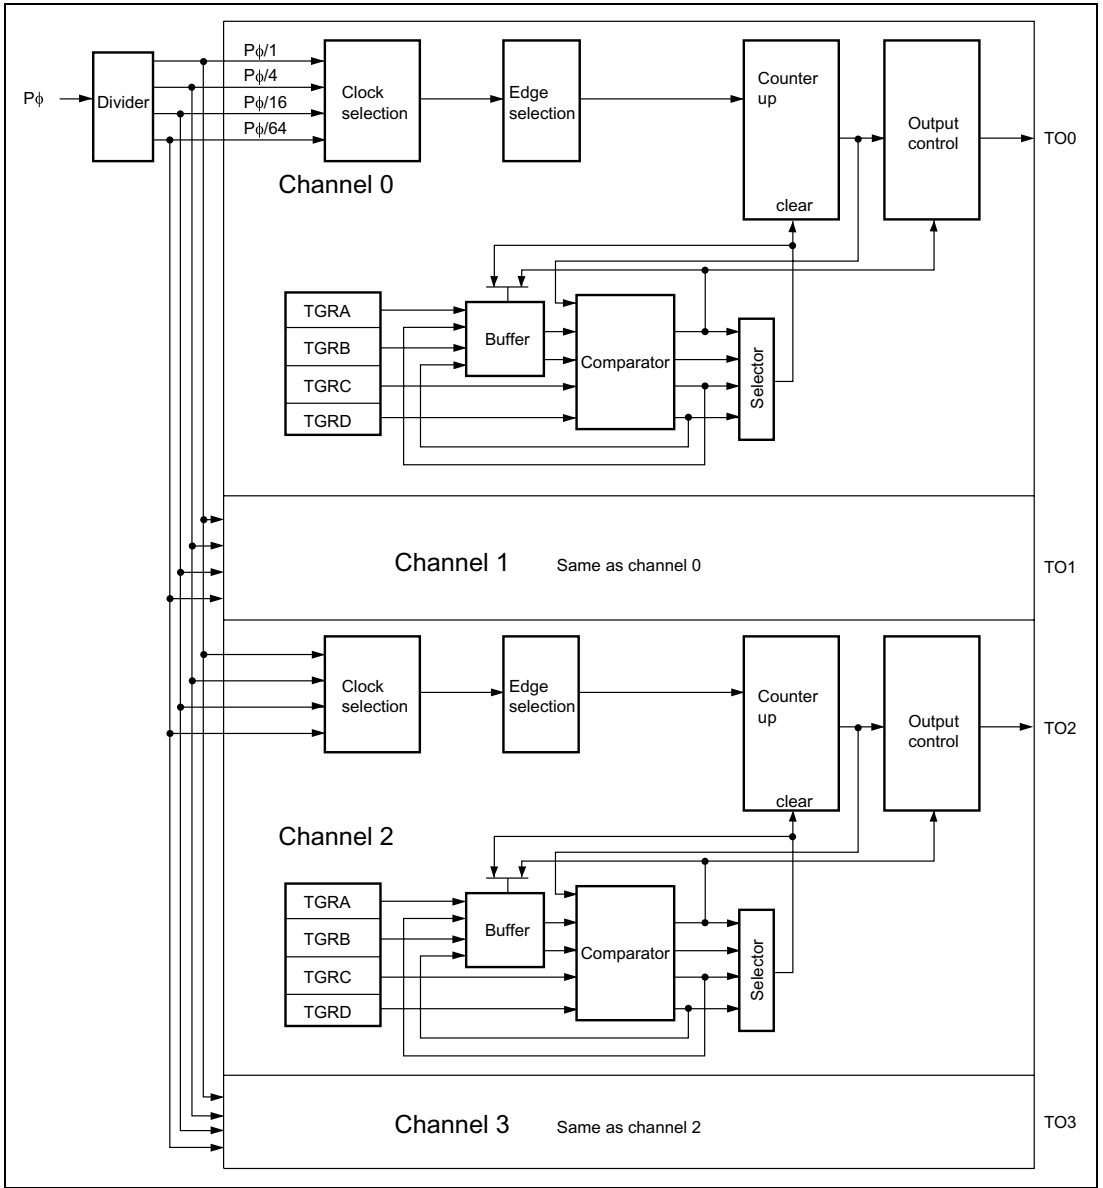 Pϕ
Divider
Pϕ/1
Pϕ/4
Pϕ/16
Pϕ/64
Clock
selection
Edge
selection
Counter
up
clear
Output
control
TO0
Channel 0
TGRA
TGRB
TGRC
TGRD
Buffer
Comparator
Selector
Channel 1
Same as channel 0
TO1
Clock
selection
Edge
selection
Counter
up
clear
Output
control
TO2
Channel 2
TGRA
TGRB
TGRC
TGRD
Buffer
Comparator
Selector
Channel 3
Same as channel 2
TO3